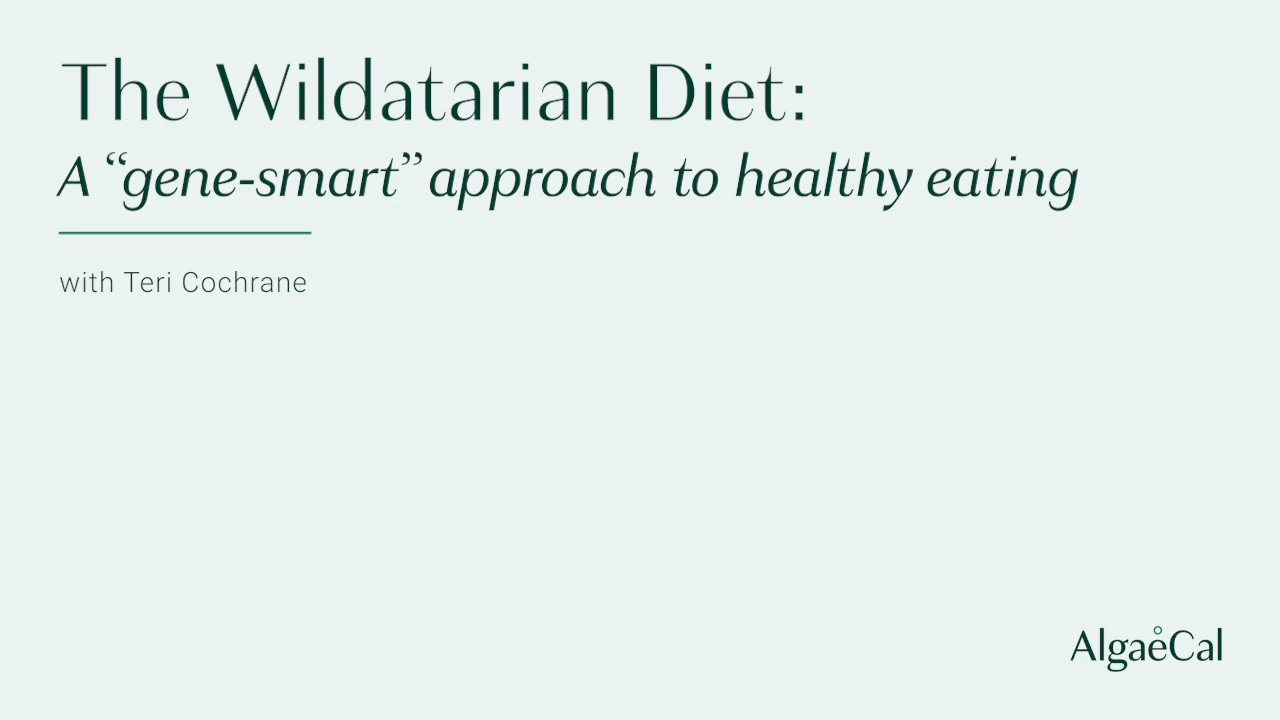 The Wildatarian Diet:
A “gene-smart” approach to healthy eating
with Teri Cochrane
AlgaeCal